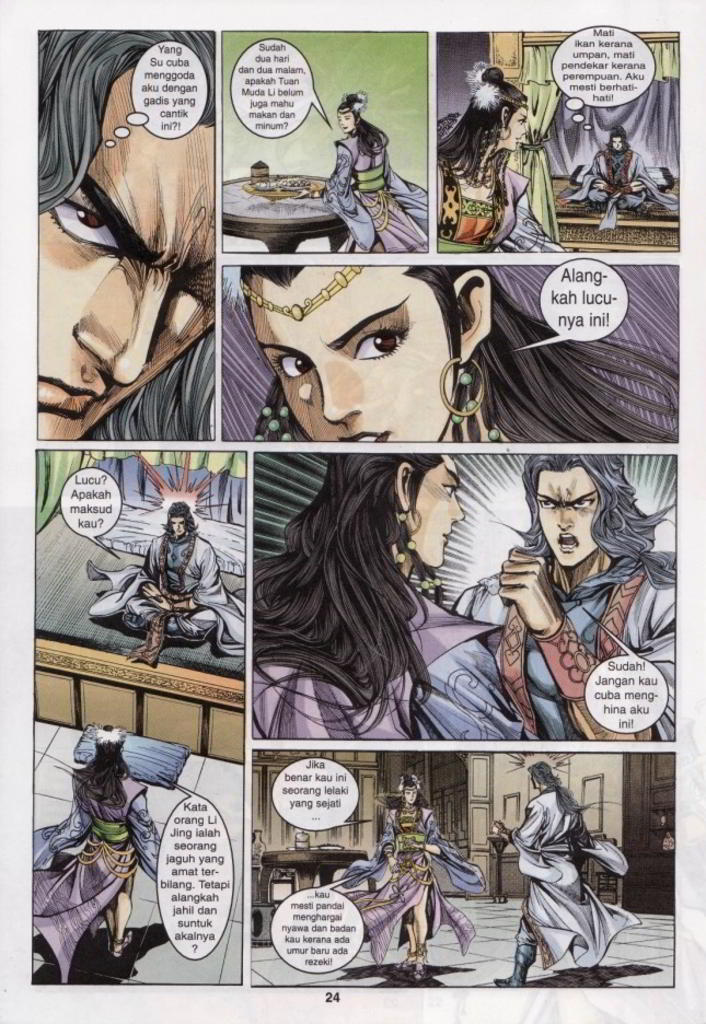 Yang
Su cuba
menggoda
aku dengan
gadis yang
cantik
ini?!
Sudah
dua hari
dan dua malam,
apakah Tuan
Muda Li belum
juga mahu
makan dan
minum?
Mati
ikan kerana
umpan, mati
pendekar kerana
perempuan. Aku
mesti berhati-
hati!
Alang-
kah lucu-
nya ini!
Lucu?
Apakah
maksud
kau?
Kata
orang Li
Jing ialah
seorang
jaguh yang
amat ter-
bilang. Tetapi
alangkah
jahil dan
suntuk
akalnya
?
Sudah!
Jangan kau
cuba meng-
hina aku
ini!
Jika
benar kau ini
seorang lelaki
yang sejati
...
...kau
mesti pandai
menghargai
nyawa dan badan
kau kerana ada
umur baru ada
rezeki!
24